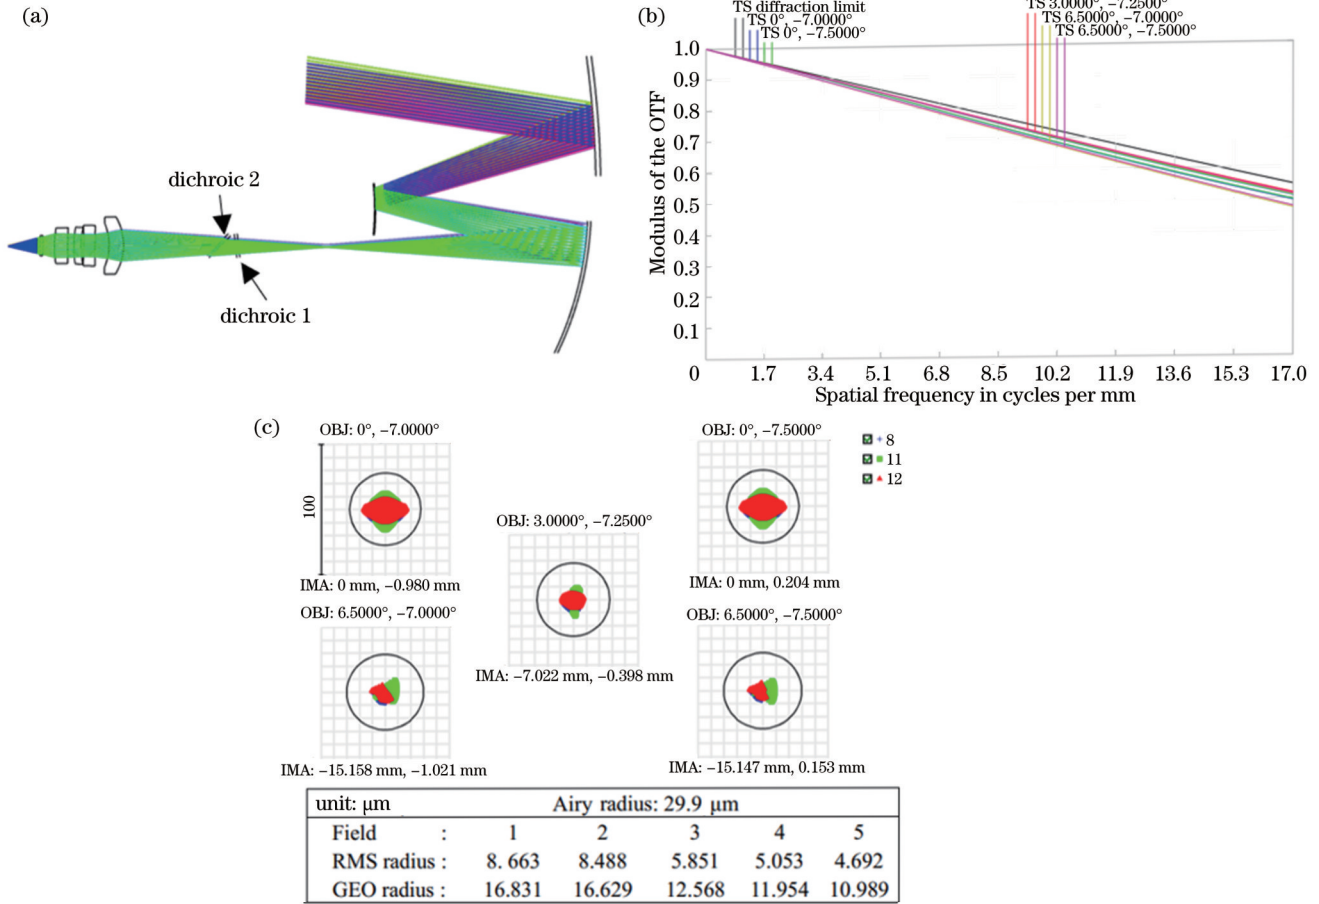 (a)
dichroic 2
dichroic 1
(b)
TS diffraction limit
TS 0°, −7.0000°
TS 0°, −7.5000°
TS 3.0000°, −7.2500°
TS 6.5000°, −7.0000°
TS 6.5000°, −7.5000°
Modulus of the OTF
1.0
0.9
0.8
0.7
0.6
0.5
0.4
0.3
0.2
0.1
0 1.7 3.4 5.1 6.8 8.5 10.2 11.9 13.6 15.3 17.0
Spatial frequency in cycles per mm
(c)
OBJ: 0°, −7.0000°
100
IMA: 0 mm, −0.980 mm
OBJ: 0°, −7.5000°
IMA: 0 mm, 0.204 mm
8
11
12
OBJ: 3.0000°, −7.2500°
IMA: −7.022 mm, −0.398 mm
OBJ: 6.5000°, −7.0000°
IMA: −15.158 mm, −1.021 mm
OBJ: 6.5000°, −7.5000°
IMA: −15.147 mm, 0.153 mm
unit: μm Airy radius: 29.9 μm
Field : 1 2 3 4 5
RMS radius : 8. 663 8.488 5.851 5.053 4.692
GEO radius : 16.831 16.629 12.568 11.954 10.989